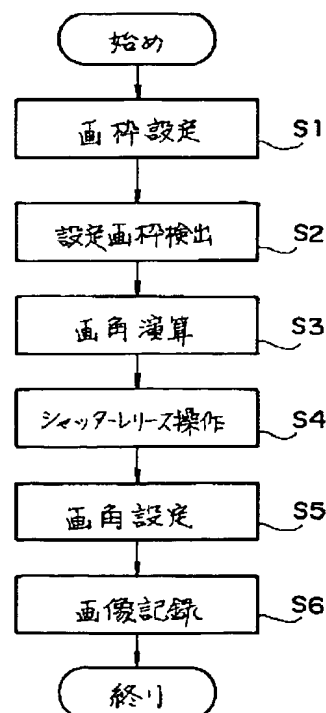 始め
画枠設定 S1
設定画枠検出 S2
画角演算 S3
シャッターレリーズ操作 S4
画角設定 S5
画像記録 S6
終り